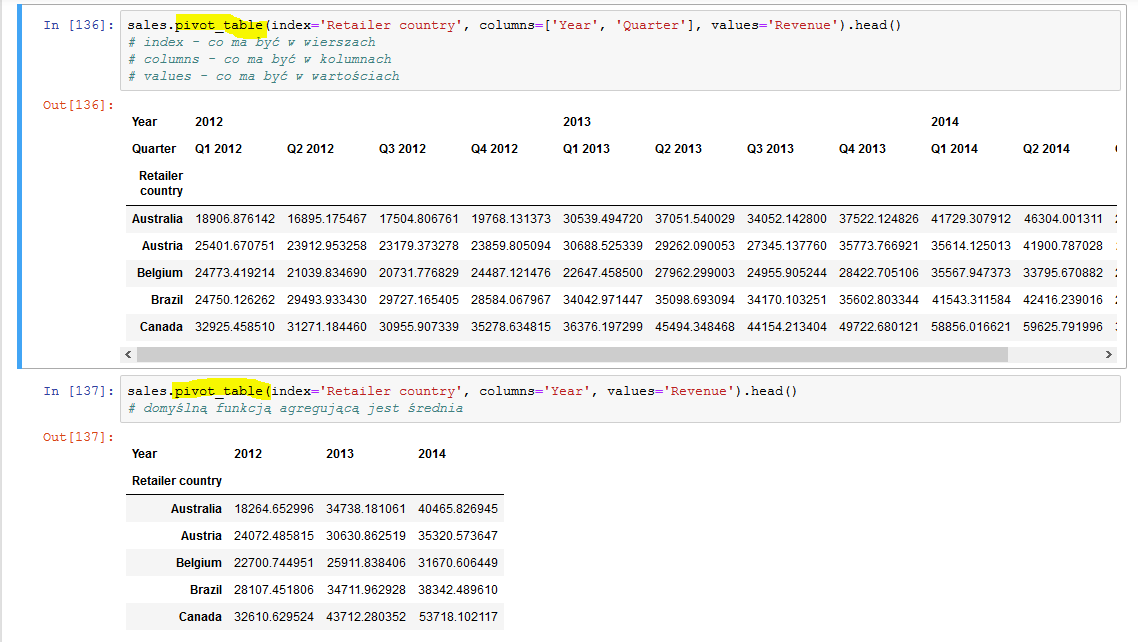 In [136]: sales.pivot_table(index='Retailer country', columns=['Year', 'Quarter'], values='Revenue').head()
# index - co ma być w wierszach
# columns - co ma być w kolumnach
# values - co ma być w wartościach
Out[136]:
Year 2012 2013 2014
Quarter Q1 2012 Q2 2012 Q3 2012 Q4 2012 Q1 2013 Q2 2013 Q3 2013 Q4 2013 Q1 2014 Q2 2014
Retailer
country
Australia 18906.876142 16895.175467 17504.806761 19768.131373 30539.494720 37051.540029 34052.142800 37522.124826 41729.307912 46304.001311
Austria 25401.670751 23912.953258 23179.373278 23859.805094 30688.525339 29262.090053 27345.137760 35773.766921 35614.125013 41900.787028
Belgium 24773.419214 21039.834690 20731.776829 24487.121476 22647.458500 27962.299003 24955.905244 28422.705106 35567.947373 33795.670882
Brazil 24750.126262 29493.933430 29727.165405 28584.067967 34042.971447 35098.693094 34170.103251 35602.803344 41543.311584 42416.239016
Canada 32925.458510 31271.184460 30955.907339 35278.634815 36376.197299 45494.348468 44154.213404 49722.680121 58856.016621 59625.791996
In [137]: sales.pivot_table(index='Retailer country', columns='Year', values='Revenue').head()
# domyślną funkcją agregującą jest średnia
Out[137]:
Year 2012 2013 2014
Retailer country
Australia 18264.652996 34738.181061 40465.826945
Austria 24072.485815 30630.862519 35320.573647
Belgium 22700.744951 25911.838406 31670.606449
Brazil 28107.451806 34711.962928 38342.489610
Canada 32610.629524 43712.280352 53718.102117